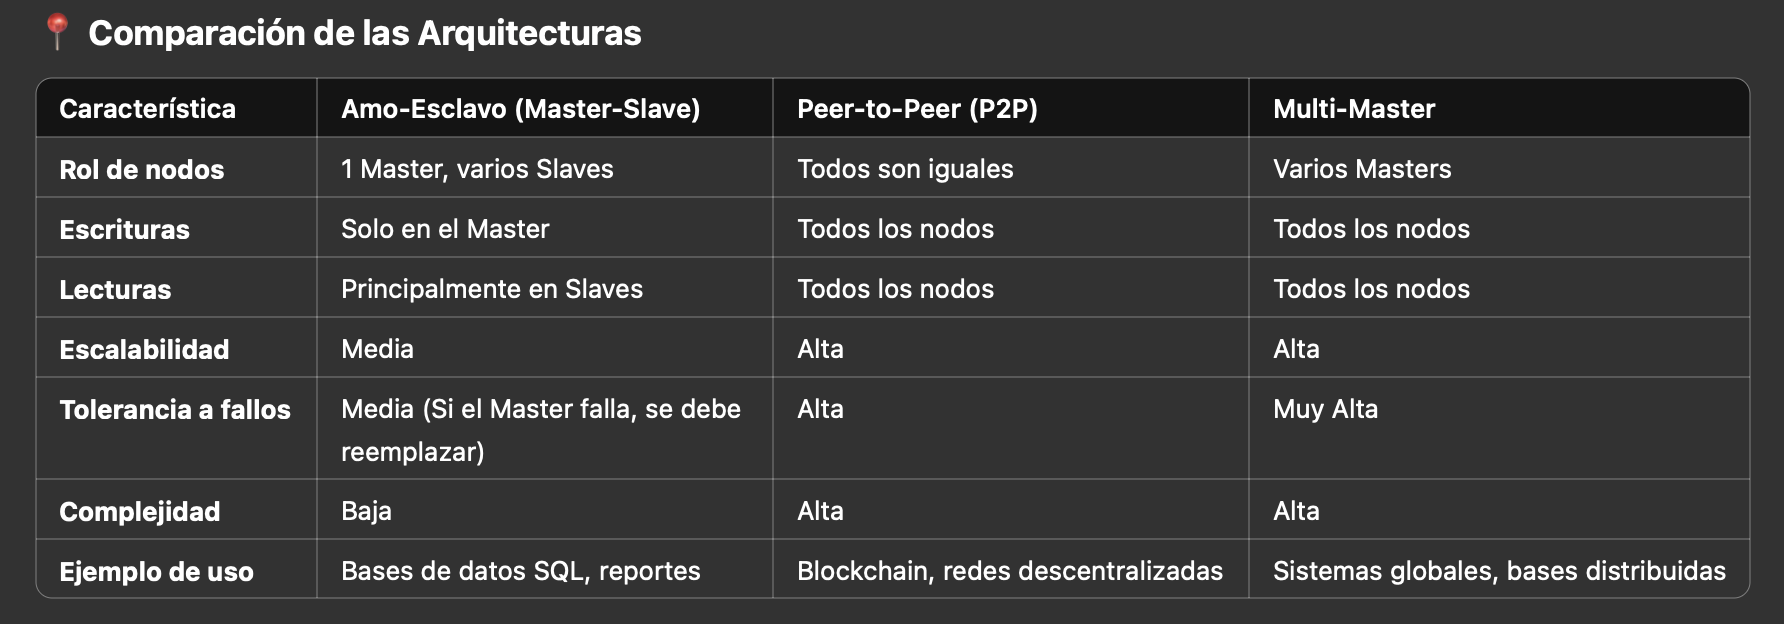 📍 Comparación de las Arquitecturas
Característica Amo-Esclavo (Master-Slave) Peer-to-Peer (P2P) Multi-Master
Rol de nodos 1 Master, varios Slaves Todos son iguales Varios Masters
Escrituras Solo en el Master Todos los nodos Todos los nodos
Lecturas Principalmente en Slaves Todos los nodos Todos los nodos
Escalabilidad Media Alta Alta
Tolerancia a fallos Media (Si el Master falla, se debe Alta Muy Alta
reemplazar)
Complejidad Baja Alta Alta
Ejemplo de uso Bases de datos SQL, reportes Blockchain, redes descentralizadas Sistemas globales, bases distribuidas